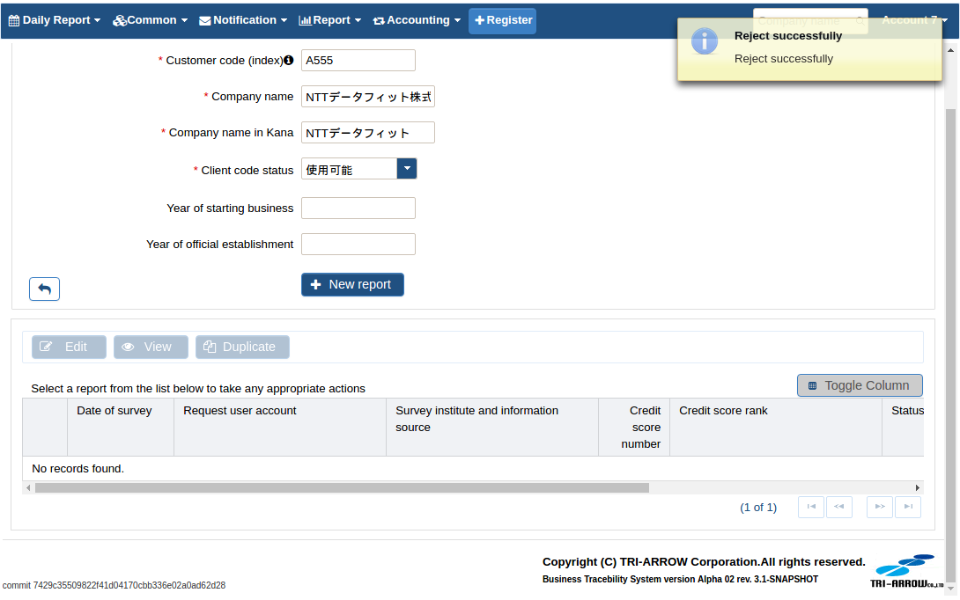 Daily Report Common Notification Report Accounting Register Company name Account 7
Reject successfully
Reject successfully
* Customer code (index) A555
* Company name NTTデータフィット株式
* Company name in Kana NTTデータフィット
* Client code status 使用可能
Year of starting business
Year of official establishment
New report
Edit View Duplicate
Select a report from the list below to take any appropriate actions
Toggle Column
Date of survey Request user account Survey institute and information source Credit score number Credit score rank Status
No records found.
(1 of 1)
Copyright (C) TRI-ARROW Corporation.All rights reserved.
Business Tracebility System version Alpha 02 rev. 3.1-SNAPSHOT
TRI-ARROW Co.,LTD
commit 7429c35509822f41d04170cbb336e02a0ad62d28